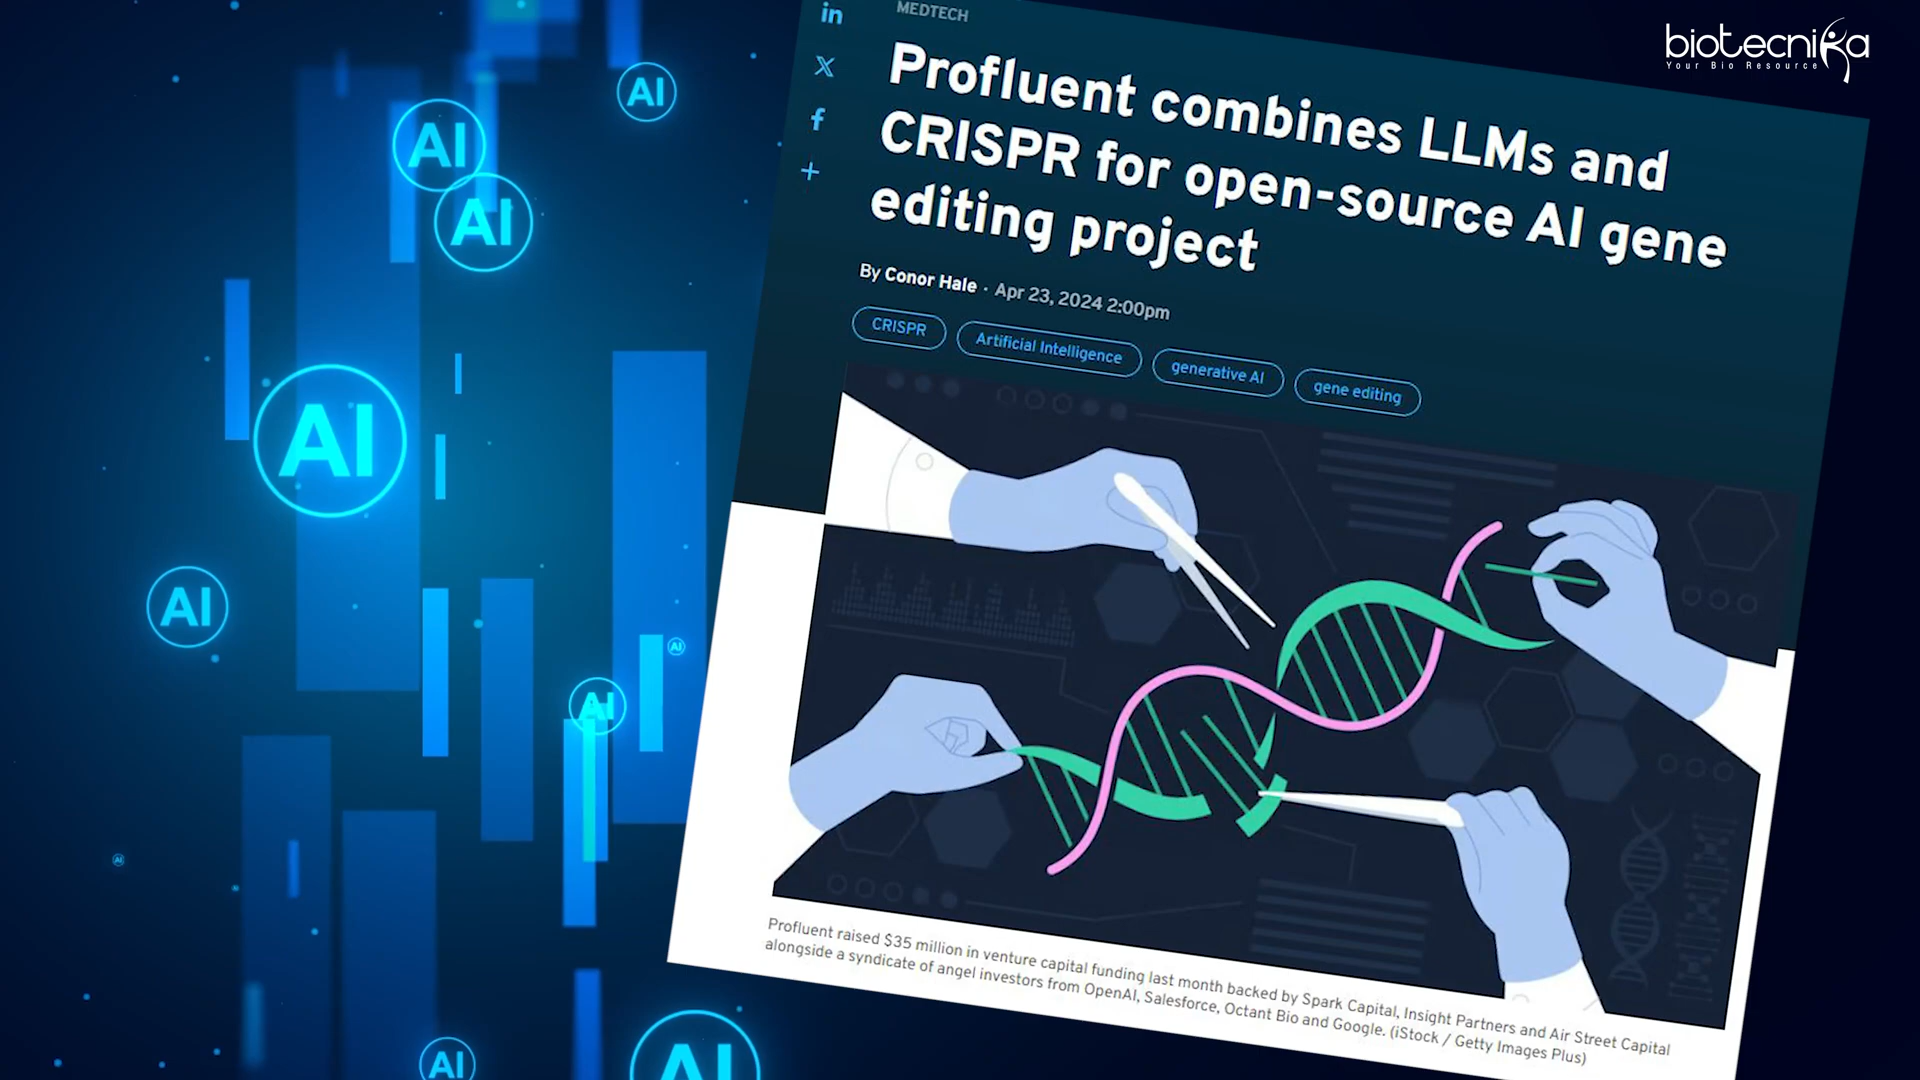 biotecnika
Your Bio Resource
in
X
f
+
MEDTECH
Profluent combines LLMs and
CRISPR for open-source AI gene
editing project
By Conor Hale · Apr 23, 2024 2:00pm
CRISPR
Artificial Intelligence
generative AI
gene editing
Profluent raised $35 million in venture capital funding last month backed by Spark Capital, Insight Partners and Air Street Capital
alongside a syndicate of angel investors from OpenAI, Salesforce, Octant Bio and Google. (iStock / Getty Images Plus)
AI
AI
AI
AI
AI
AI
AI
AI
AI
AI